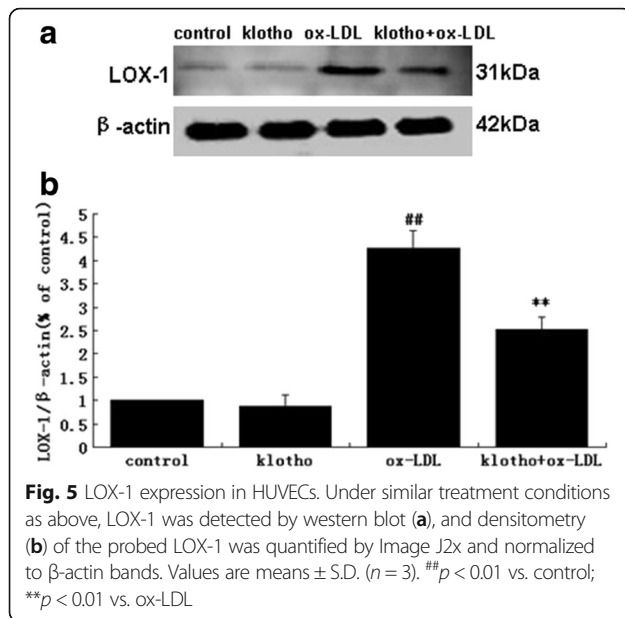 a
control klotho ox-LDL klotho+ox-LDL
LOX-1 31kDa
β-actin 42kDa
b
LOX-1/β-actin(% of control)
5
4.5
4
3.5
3
2.5
2
1.5
1
0.5
0
##
**
control klotho ox-LDL klotho+ox-LDL
Fig. 5 LOX-1 expression in HUVECs. Under similar treatment conditions
as above, LOX-1 was detected by western blot (a), and densitometry
(b) of the probed LOX-1 was quantified by Image J2x and normalized
to β-actin bands. Values are means ± S.D. (n = 3). ##p < 0.01 vs. control;
**p < 0.01 vs. ox-LDL